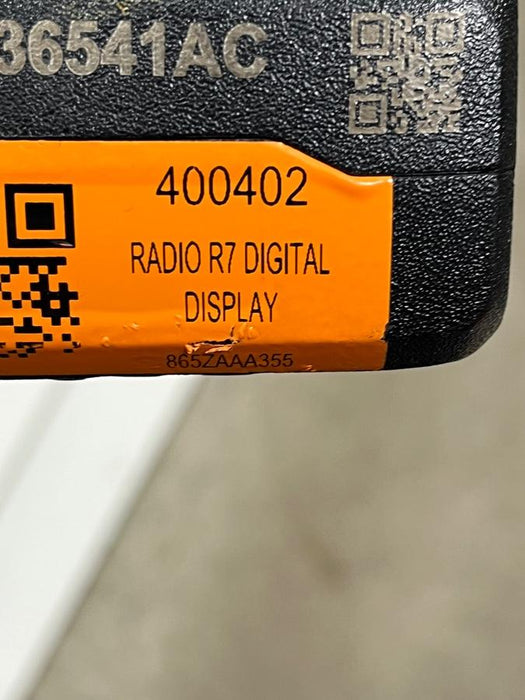 36541AC
400402
RADIO R7 DIGITAL
DISPLAY
865ZAAA355